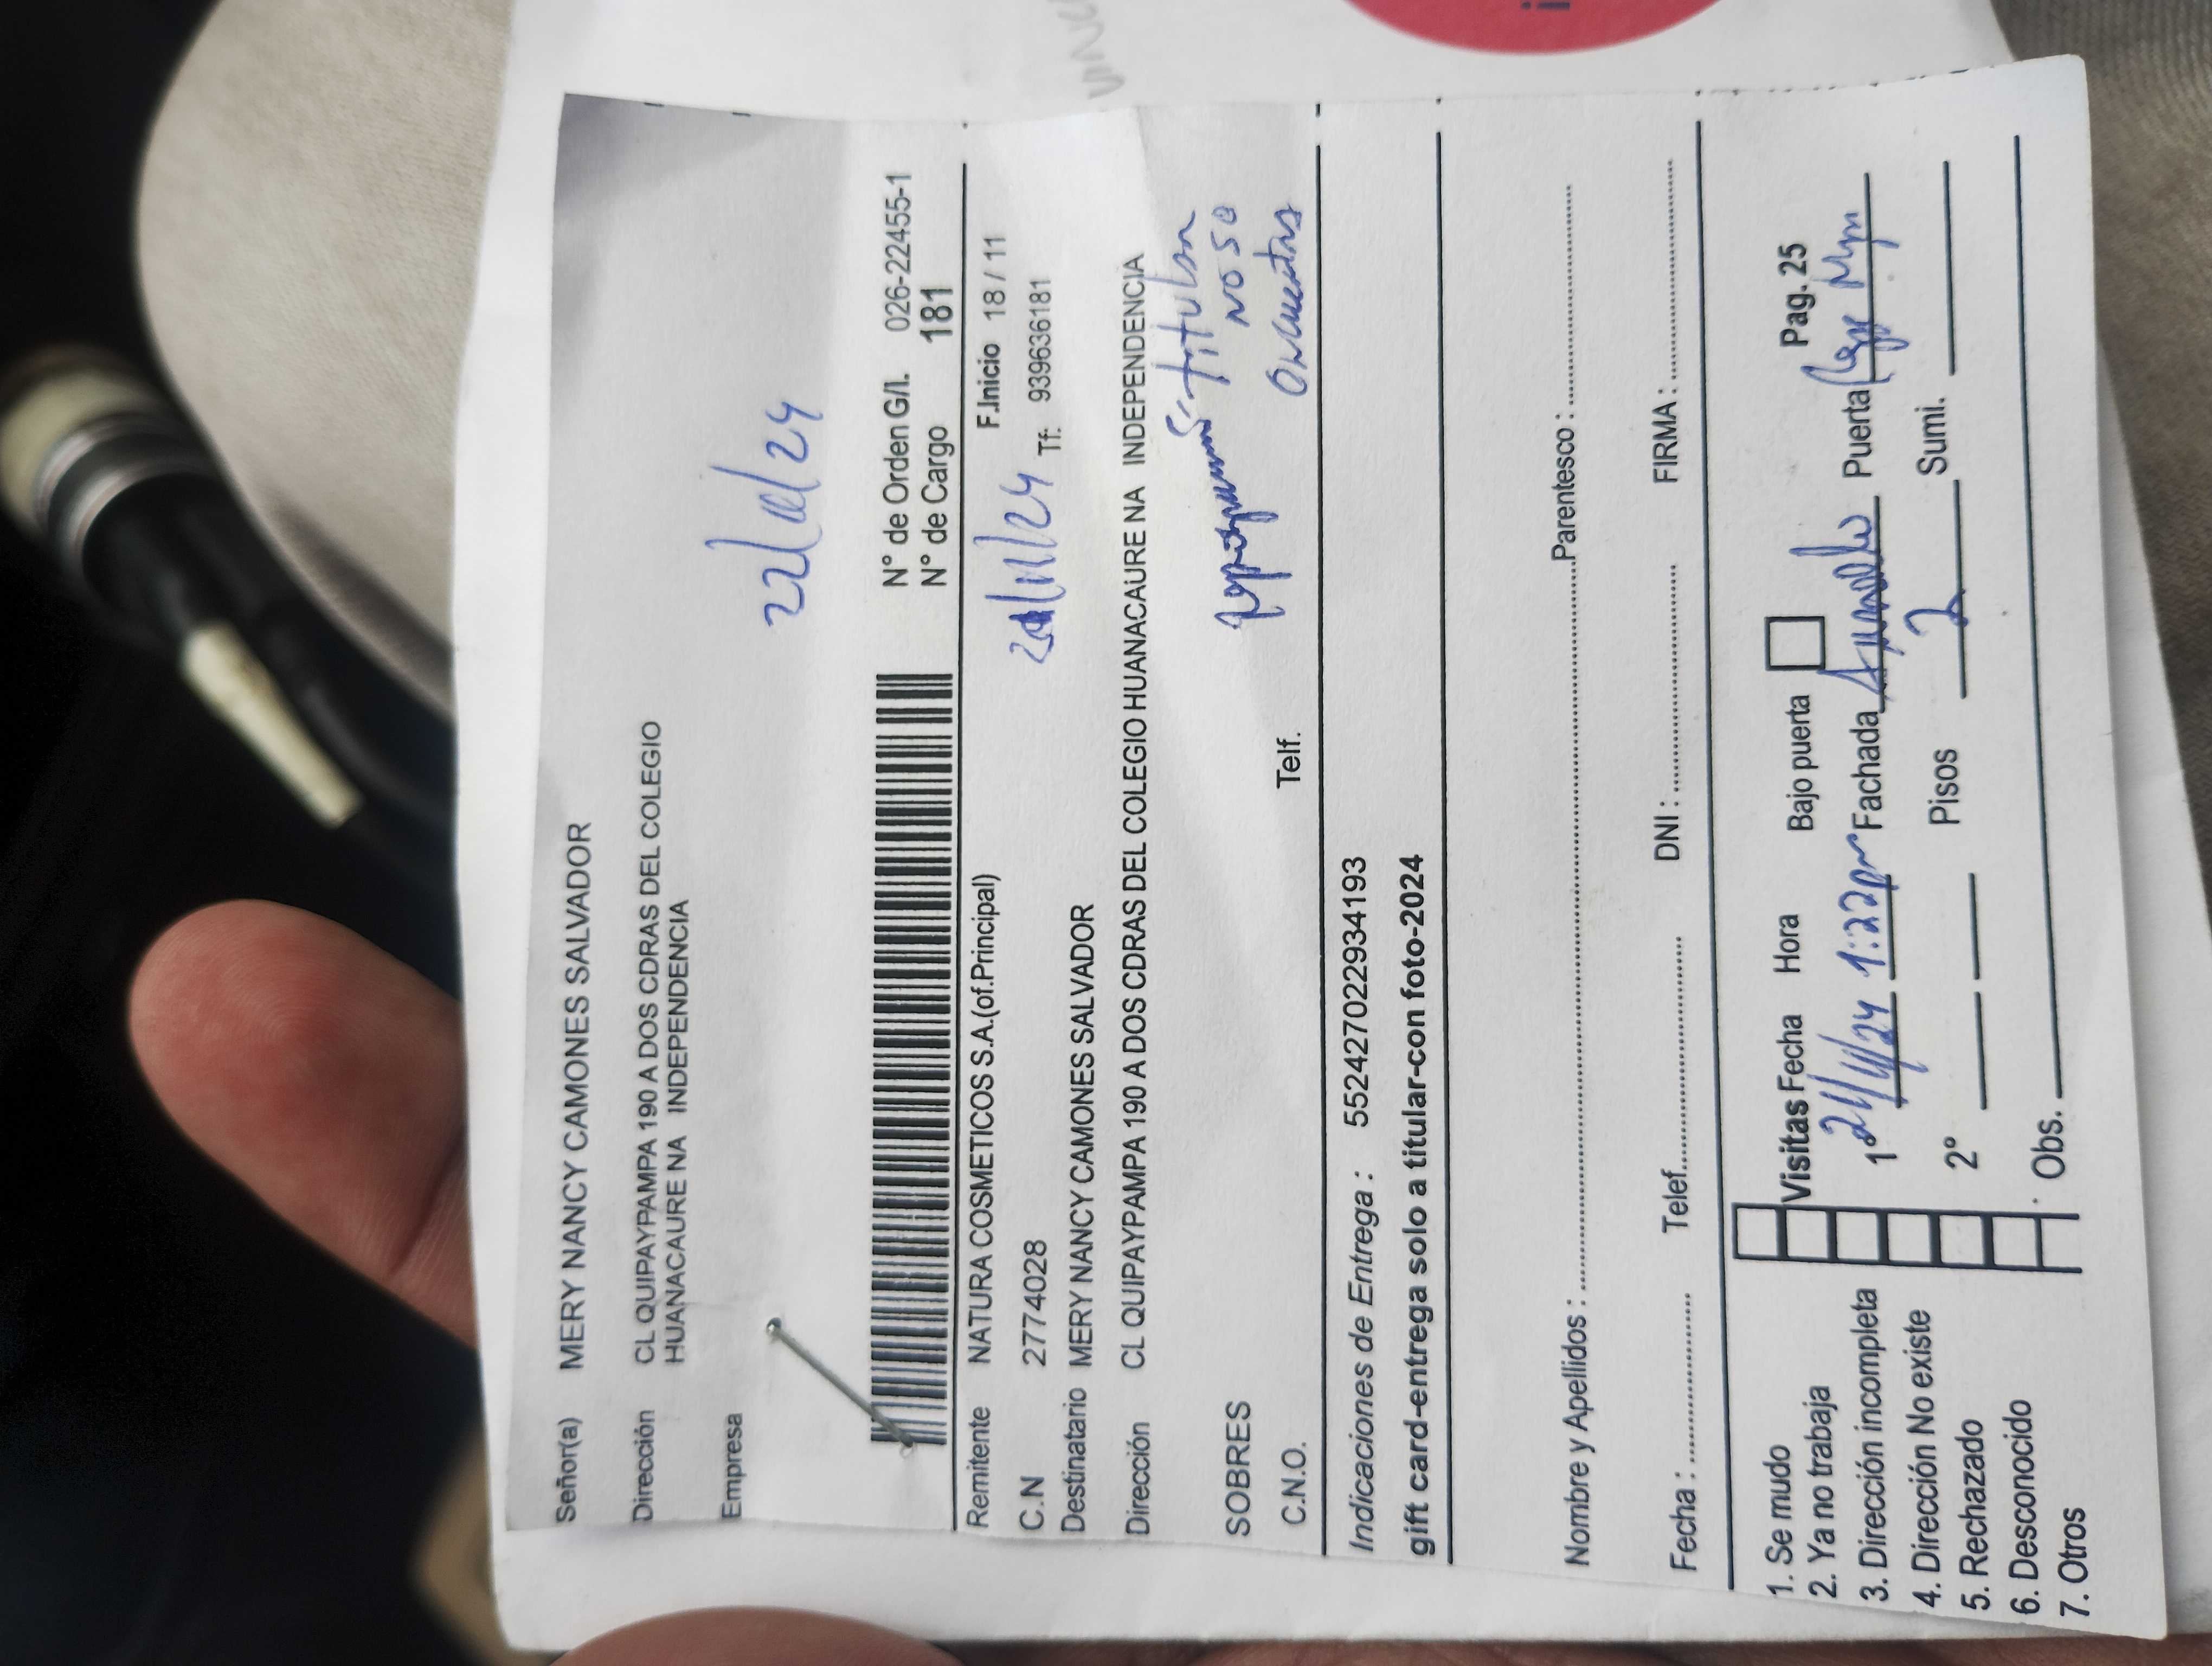 Señor(a) MERY NANCY CAMONES SALVADOR
Dirección CL QUIPAYPAMPA 190 A DOS CDRAS DEL COLEGIO
HUANACAURE NA INDEPENDENCIA
Empresa
22/11/24
N° de Orden G/I. 026-22455-1
N° de Cargo 181
Remitente NATURA COSMETICOS S.A.(of.Principal) F.Inicio 18 / 11
C.N 2774028 Tf: 939636181
Destinatario MERY NANCY CAMONES SALVADOR
Dirección CL QUIPAYPAMPA 190 A DOS CDRAS DEL COLEGIO HUANACAURE NA INDEPENDENCIA
titular
no se
SOBRES
encuentra
C.N.O. Telf.
Indicaciones de Entrega : 552427022934193
gift card-entrega solo a titular-con foto-2024
Nombre y Apellidos : Parentesco :
Fecha : Telef. DNI : FIRMA :
1. Se mudo
2. Ya no trabaja
3. Dirección incompleta
4. Dirección No existe
5. Rechazado
6. Desconocido
7. Otros
Visitas Fecha Hora Bajo puerta Pag. 25
1° 21/11/24 1:22pm Fachada Puerta
2° Pisos 2 Sumi.
Obs.